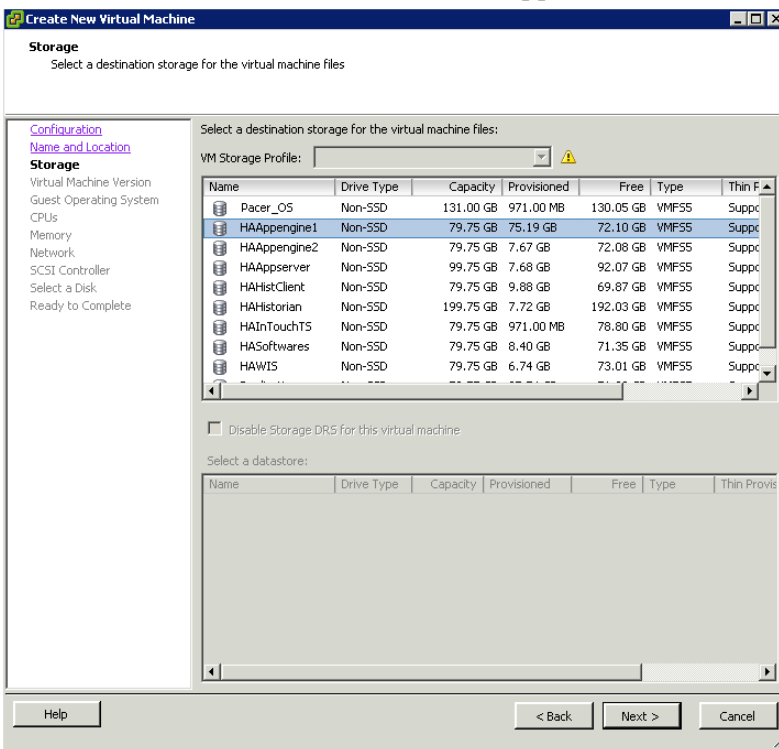 Create New Virtual Machine
Storage
Select a destination storage for the virtual machine files
Configuration
Name and Location
Storage
Virtual Machine Version
Guest Operating System
CPUs
Memory
Network
SCSI Controller
Select a Disk
Ready to Complete
Select a destination storage for the virtual machine files:
VM Storage Profile:
Name Drive Type Capacity Provisioned Free Type Thin
Pacer_OS Non-SSD 131.00 GB 971.00 MB 130.05 GB VMFS5 Suppo
HAAppengine1 Non-SSD 79.75 GB 75.19 GB 72.10 GB VMFS5 Suppo
HAAppengine2 Non-SSD 79.75 GB 7.67 GB 72.08 GB VMFS5 Suppo
HAAppserver Non-SSD 99.75 GB 7.68 GB 92.07 GB VMFS5 Suppo
HAHistClient Non-SSD 79.75 GB 9.88 GB 69.87 GB VMFS5 Suppo
HAHistorian Non-SSD 199.75 GB 7.72 GB 192.03 GB VMFS5 Suppo
HAInTouchTS Non-SSD 79.75 GB 971.00 MB 78.80 GB VMFS5 Suppo
HASoftwares Non-SSD 79.75 GB 8.40 GB 71.35 GB VMFS5 Suppo
HAWIS Non-SSD 79.75 GB 6.74 GB 73.01 GB VMFS5 Suppo
Disable Storage DRS for this virtual machine
Select a datastore:
Name Drive Type Capacity Provisioned Free Type Thin Provis
Help < Back Next > Cancel